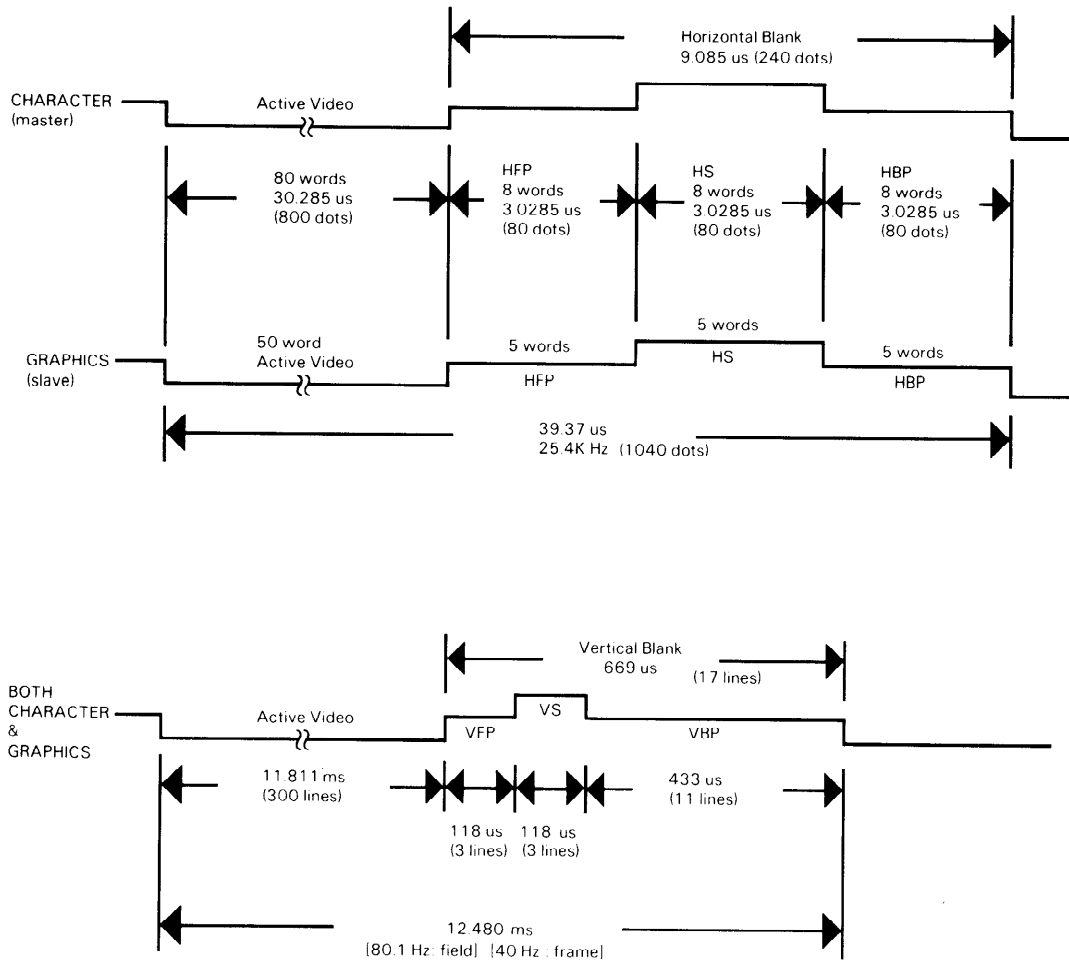 Horizontal Blank
9.085 us (240 dots)
CHARACTER
(master)
Active Video
80 words
30.285 us
(800 dots)
HFP
8 words
3.0285 us
(80 dots)
HS
8 words
3.0285 us
(80 dots)
HBP
8 words
3.0285 us
(80 dots)
GRAPHICS
(slave)
50 word
Active Video
5 words
HFP
5 words
HS
5 words
HBP
39.37 us
25.4K Hz (1040 dots)
Vertical Blank
669 us
(17 lines)
BOTH
CHARACTER
&
GRAPHICS
Active Video
VFP
VS
VBP
11.811 ms
(300 lines)
433 us
(11 lines)
118 us
(3 lines)
118 us
(3 lines)
12.480 ms
[80.1 Hz: field] [40 Hz : frame]